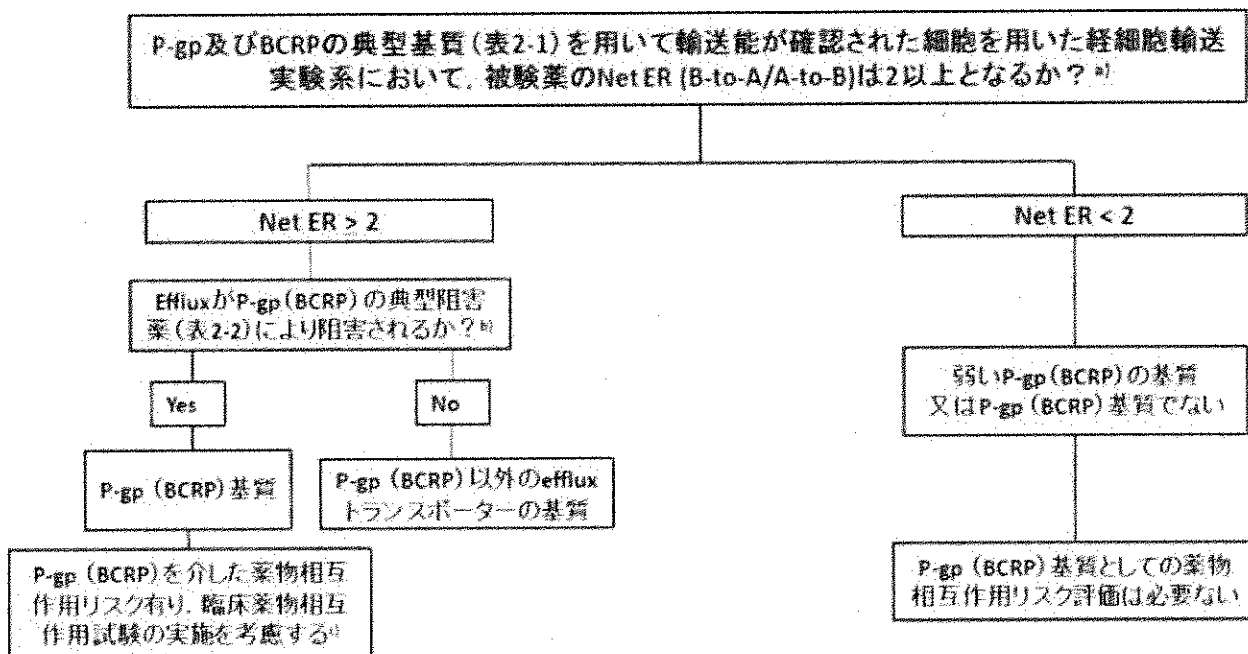 P-gp及びBCRPの典型基質(表2-1)を用いて輸送能が確認された細胞を用いた経細胞輸送
実験系において、被験薬のNet ER (B-to-A/A-to-B)は2以上となるか?a)
Net ER > 2
Net ER < 2
EffluxがP-gp(BCRP)の典型阻害
薬(表2-2)により阻害されるか?b)
Yes
No
弱いP-gp(BCRP)の基質
又はP-gp(BCRP)基質でない
P-gp (BCRP)基質
P-gp (BCRP)以外のefflux
トランスポーターの基質
P-gp (BCRP)を介した薬物相互
作用リスク有り、臨床薬物相互
作用試験の実施を考慮するc)
P-gp (BCRP)基質としての薬物
相互作用リスク評価は必要ない